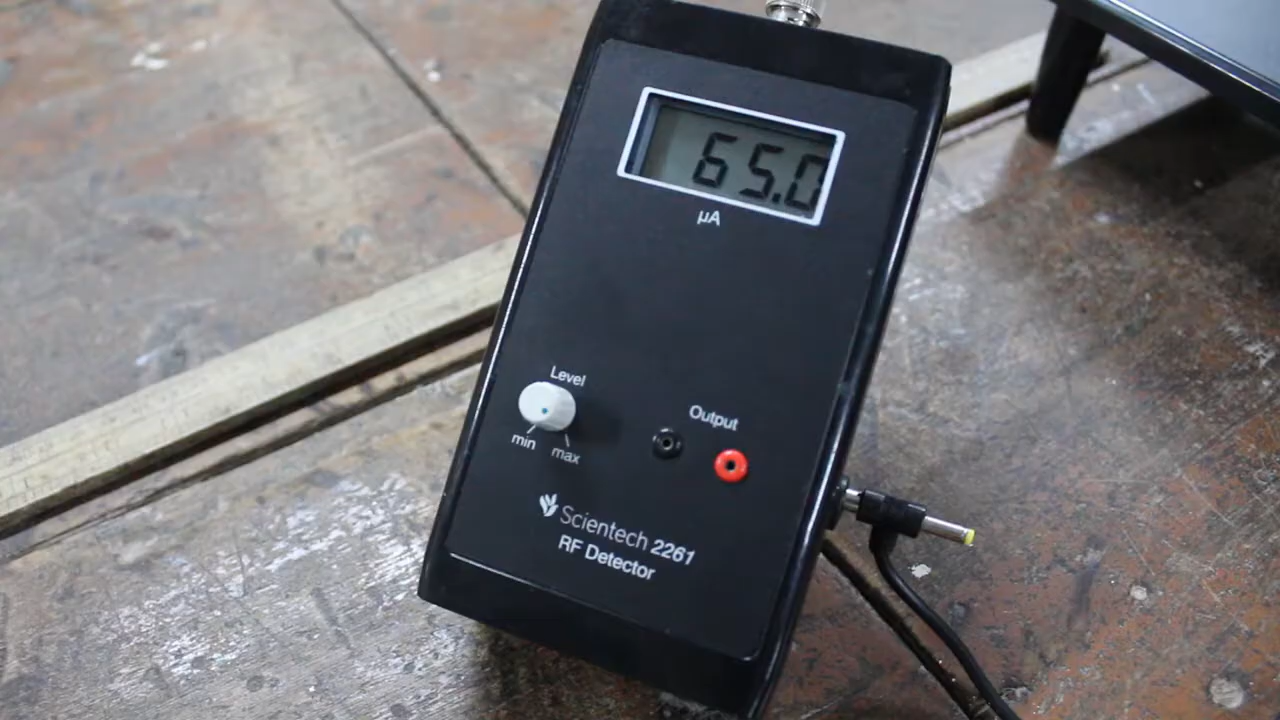 65.0
µA
Level
min
max
Output
Scientech 2261
RF Detector